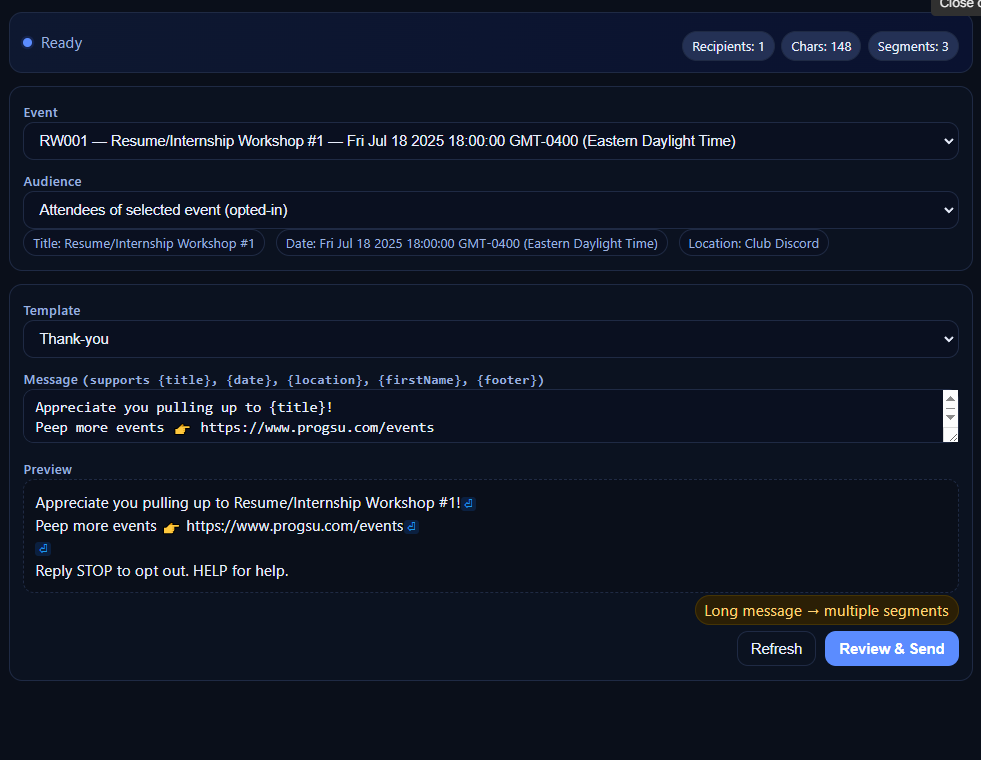 Close
Ready
Recipients: 1 Chars: 148 Segments: 3
Event
RW001 — Resume/Internship Workshop #1 — Fri Jul 18 2025 18:00:00 GMT-0400 (Eastern Daylight Time)
Audience
Attendees of selected event (opted-in)
Title: Resume/Internship Workshop #1 Date: Fri Jul 18 2025 18:00:00 GMT-0400 (Eastern Daylight Time) Location: Club Discord
Template
Thank-you
Message (supports {title}, {date}, {location}, {firstName}, {footer})
Appreciate you pulling up to {title}!
Peep more events 👉 https://www.progsu.com/events
Preview
Appreciate you pulling up to Resume/Internship Workshop #1!⏎
Peep more events 👉 https://www.progsu.com/events⏎
⏎
Reply STOP to opt out. HELP for help.
Long message → multiple segments
Refresh Review & Send